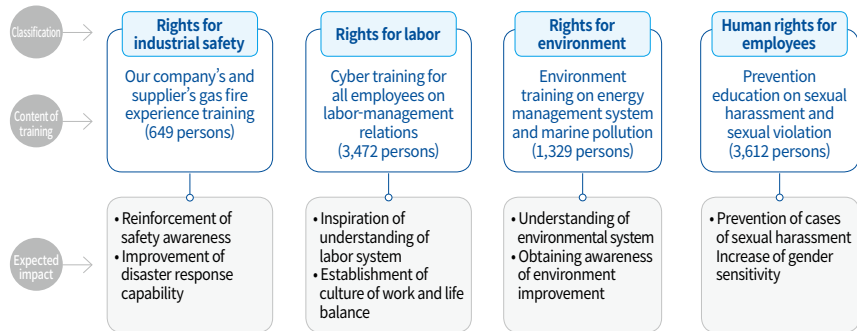 Classification
Rights for
industrial safety
Rights for labor
Rights for
environment
Human rights for
employees
Content of
training
Our company's and
supplier's gas fire
experience training
(649 persons)
Cyber training for
all employees on
labor-management
relations
(3,472 persons)
Environment
training on energy
management system
and marine pollution
(1,329 persons)
Prevention
education on sexual
harassment and
sexual violation
(3,612 persons)
Expected
impact
• Reinforcement of
safety awareness
• Improvement of
disaster response
capability
• Inspiration of
understanding of
labor system
• Establishment of
culture of work and life
balance
• Understanding of
environmental system
• Obtaining awareness
of environment
improvement
• Prevention of cases
of sexual harassment
Increase of gender
sensitivity